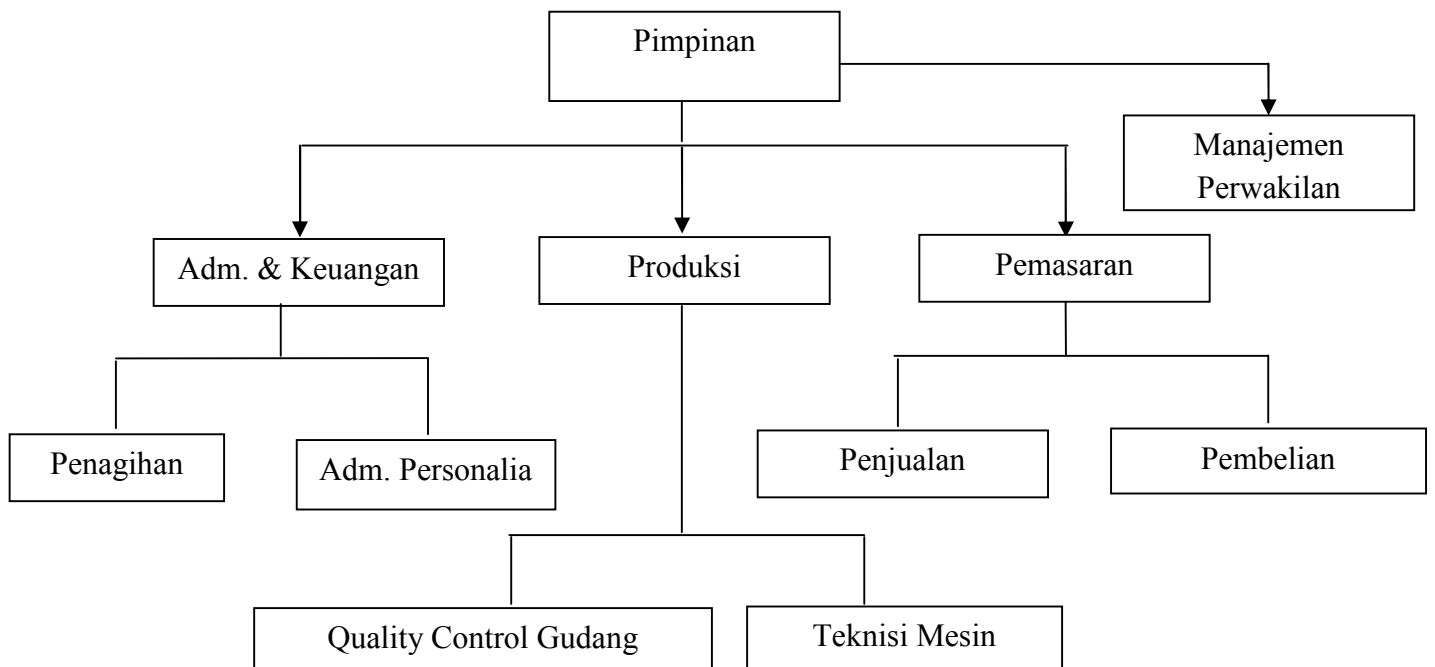 Pimpinan
Manajemen
Perwakilan
Adm. & Keuangan
Produksi
Pemasaran
Penagihan
Adm. Personalia
Penjualan
Pembelian
Quality Control Gudang
Teknisi Mesin